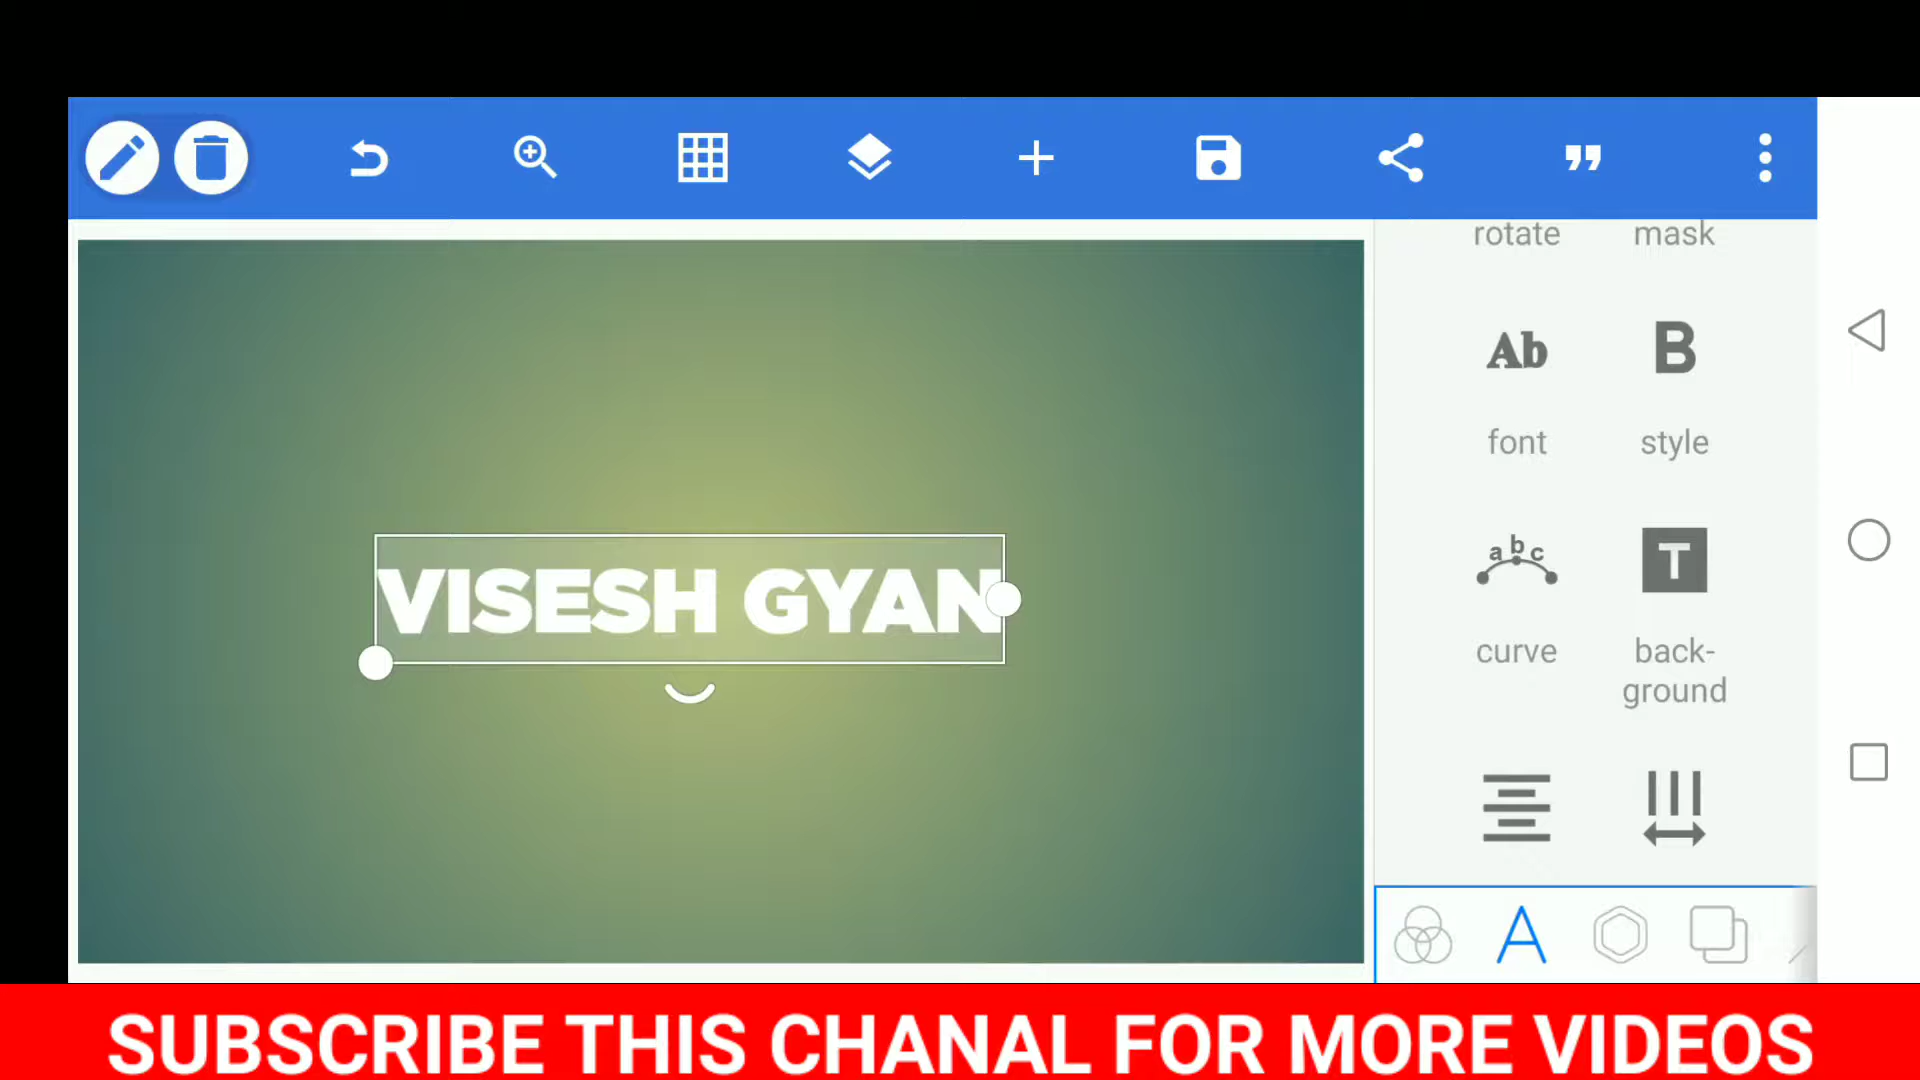 rotate mask
Ab B
font style
abc T
curve back-
ground
VISESH GYAN
A
SUBSCRIBE THIS CHANAL FOR MORE VIDEOS